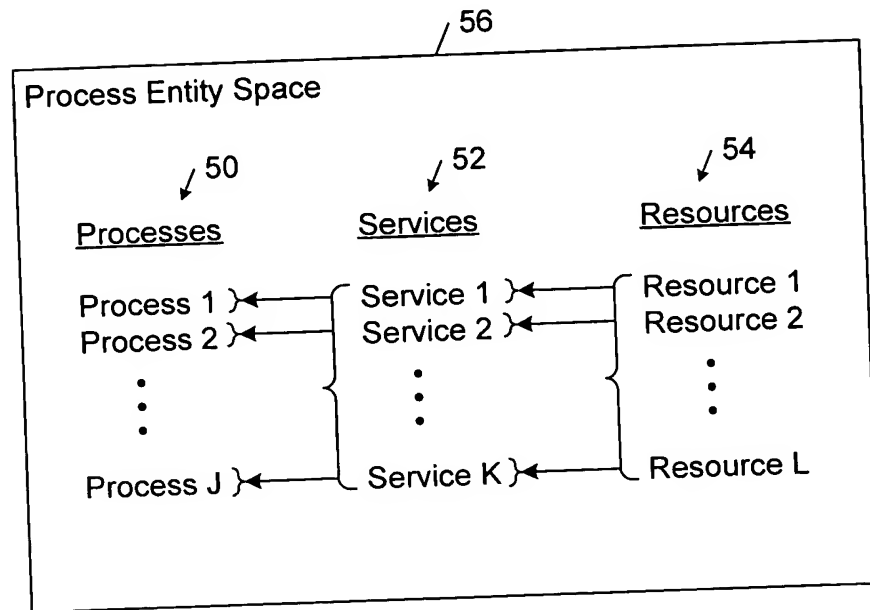 56
Process Entity Space
50
52
54
Processes
Services
Resources
Process 1
Service 1
Resource 1
Process 2
Service 2
Resource 2
Process J
Service K
Resource L